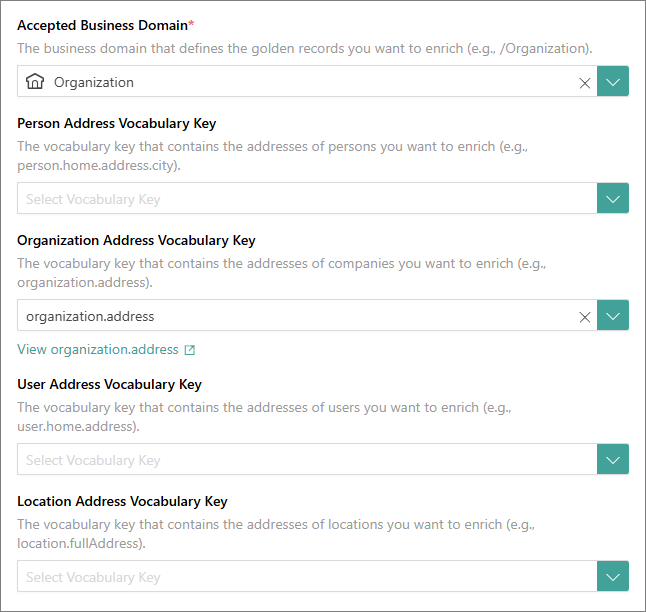 Accepted Business Domain*
The business domain that defines the golden records you want to enrich (e.g., /Organization).
Organization
Person Address Vocabulary Key
The vocabulary key that contains the addresses of persons you want to enrich (e.g.,
person.home.address.city).
Select Vocabulary Key
Organization Address Vocabulary Key
The vocabulary key that contains the addresses of companies you want to enrich (e.g.,
organization.address).
organization.address
View organization.address
User Address Vocabulary Key
The vocabulary key that contains the addresses of users you want to enrich (e.g.,
user.home.address).
Select Vocabulary Key
Location Address Vocabulary Key
The vocabulary key that contains the addresses of locations you want to enrich (e.g.,
location.fullAddress).
Select Vocabulary Key